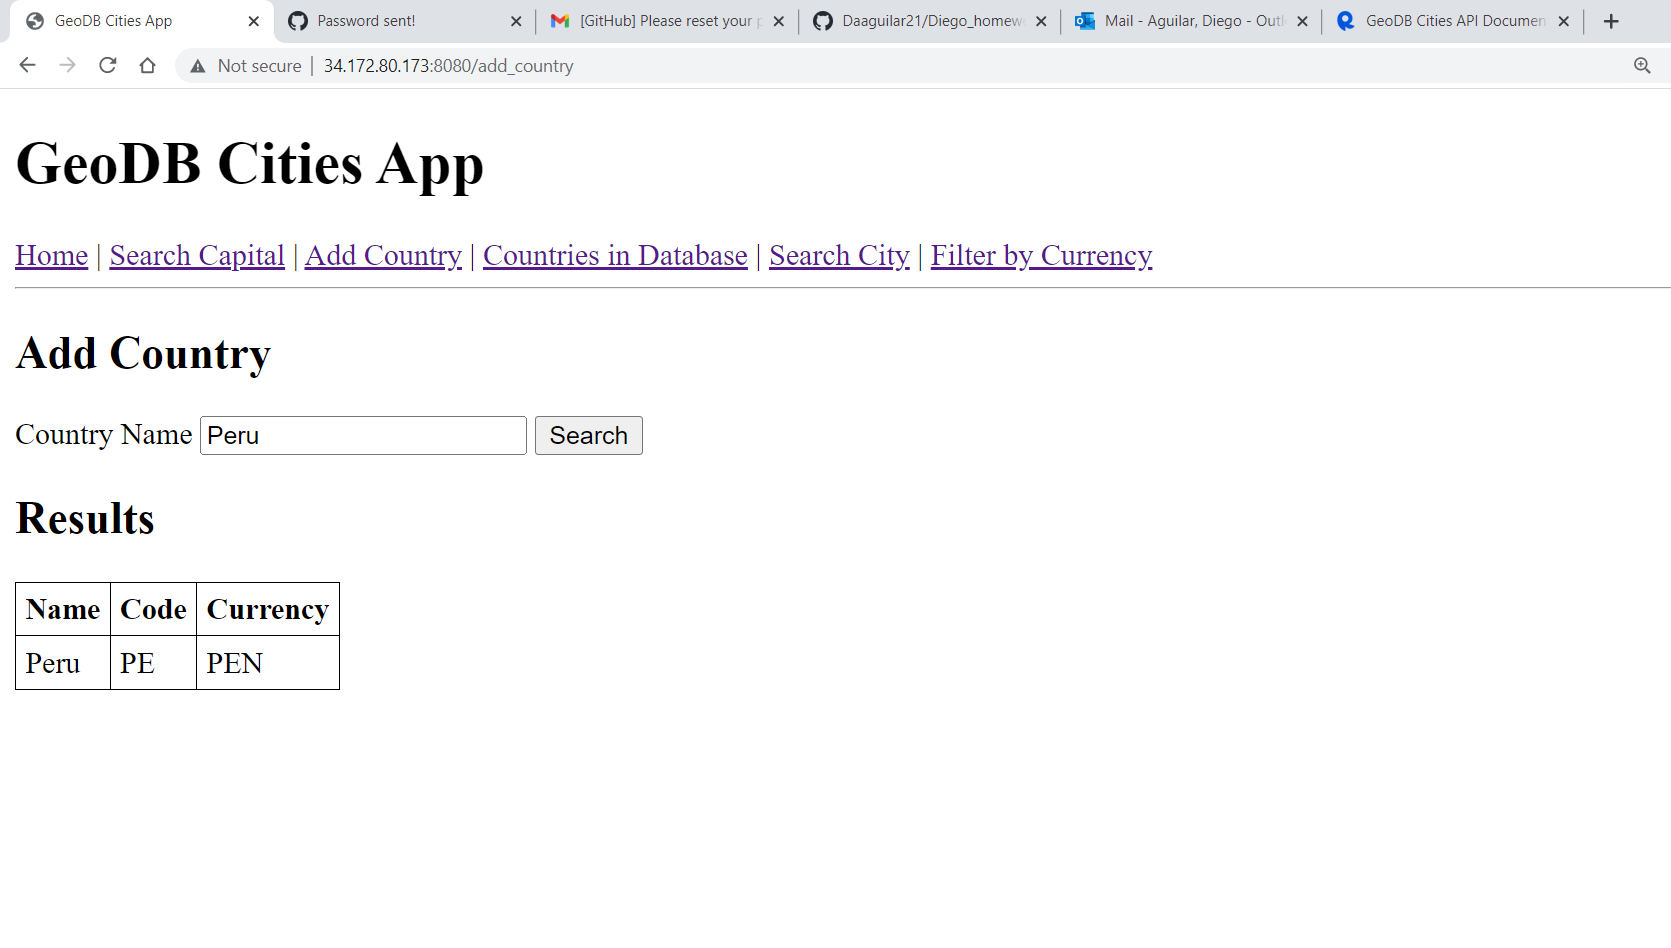 GeoDB Cities App
Password sent!
[GitHub] Please reset your p
Daaguilar21/Diego_homew
Mail - Aguilar, Diego - Outl
GeoDB Cities API Documen
Not secure | 34.172.80.173:8080/add_country
GeoDB Cities App
Home | Search Capital | Add Country | Countries in Database | Search City | Filter by Currency
Add Country
Country Name Peru Search
Results
Name Code Currency
Peru PE PEN